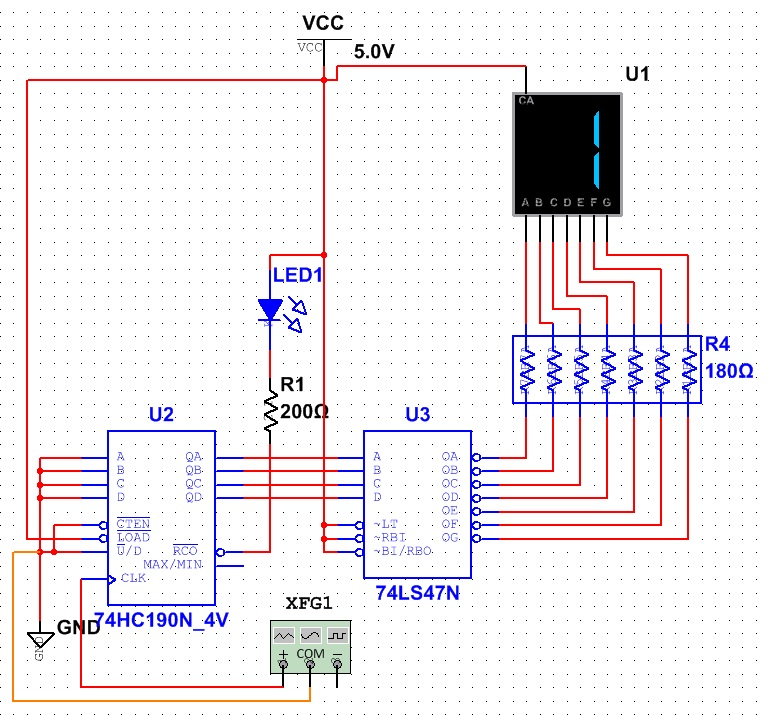 VCC
VCC
5.0V
U1
CA
A B C D E F G
LED1
R4
180Ω
R1
200Ω
U2
U3
A QA
B QB
C QC
D QD
CTEN
LOAD
U/D RCO
MAX/MIN
CLK
A OA
B OB
C OC
D OD
OE
~LT OF
~RBI OG
~BI/RBO
74LS47N
74HC190N_4V
GND
GND
XFG1
+ COM −